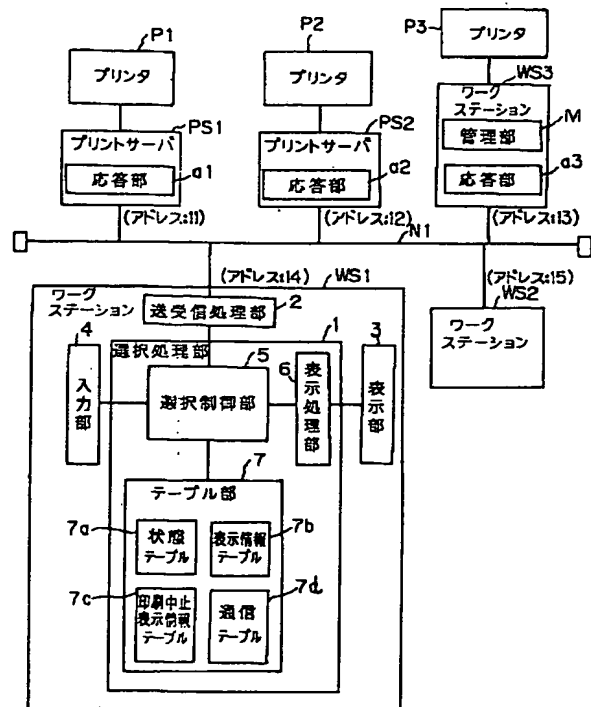 P1
P2
P3
プリンタ
プリンタ
プリンタ
PS1
PS2
WS3
プリントサーバ
プリントサーバ
ワーク
ステーション
管理部
M
応答部
a1
応答部
a2
応答部
a3
(アドレス:11)
(アドレス:12)
(アドレス:13)
N1
(アドレス:14)
WS1
(アドレス:15)
WS2
ワーク
ステーション
送受信処理部
2
ワーク
ステーション
4
選択処理部
1
3
5
6
入力部
選択制御部
表示処理部
表示部
7
テーブル部
7a
状態
テーブル
表示情報
テーブル
7b
7c
印刷中止
表示情報
テーブル
通信
テーブル
7d